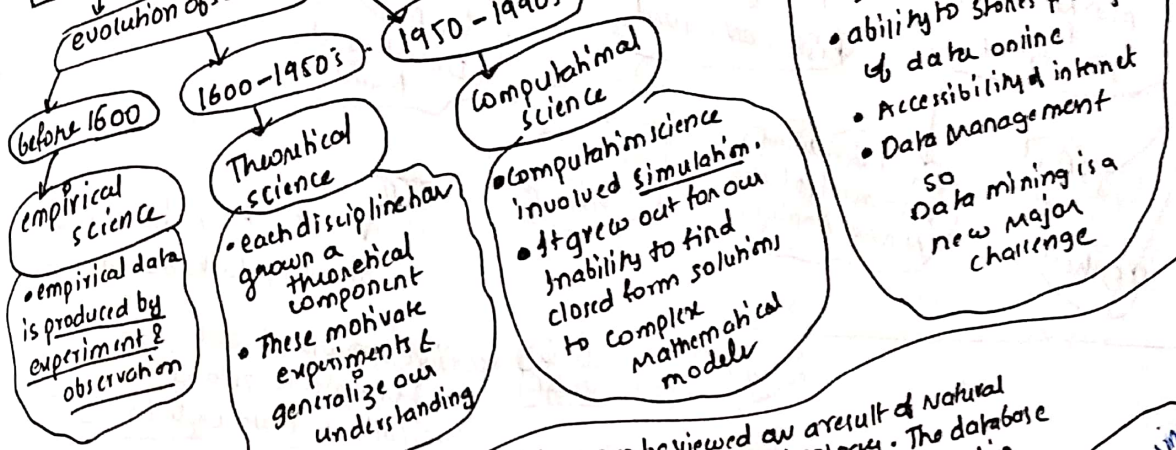 evolution of
before 1600
empirical
science
• empirical data
is produced by
experiment &
observation
1600-1950's
Theoretical
science
• each discipline has
grown a
theoretical
component
• These motivate
experiments &
generalize our
understanding
1950-1990's
Computational
science
• Computation science
involved simulation.
• It grew out for our
Inability to find
closed form solutions
to complex
Mathematical
models
• ability to stores
of data online
• Accessibility of internet
• Data Management
so
Data mining is a
new major
challenge
be viewed as a result of Natural
. The database